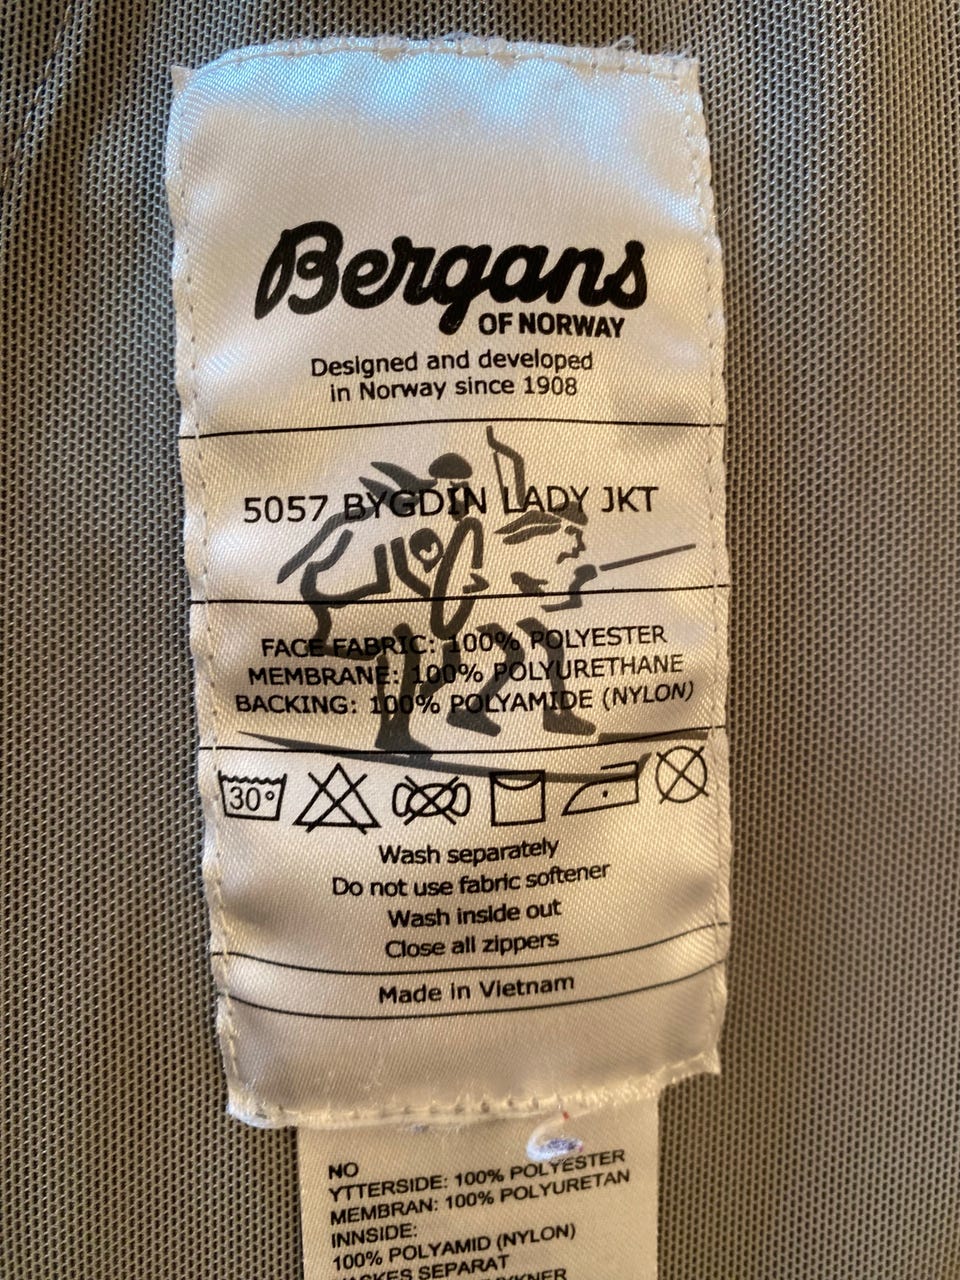 Bergans
OF NORWAY
Designed and developed
in Norway since 1908
5057 BYGDIN LADY JKT
FACE FABRIC: 100% POLYESTER
MEMBRANE: 100% POLYURETHANE
BACKING: 100% POLYAMIDE (NYLON)
30°
Wash separately
Do not use fabric softener
Wash inside out
Close all zippers
Made in Vietnam
NO
YTTERSIDE: 100% POLYESTER
MEMBRAN: 100% POLYURETAN
INNSIDE:
100% POLYAMID (NYLON)
VASKES SEPARAT